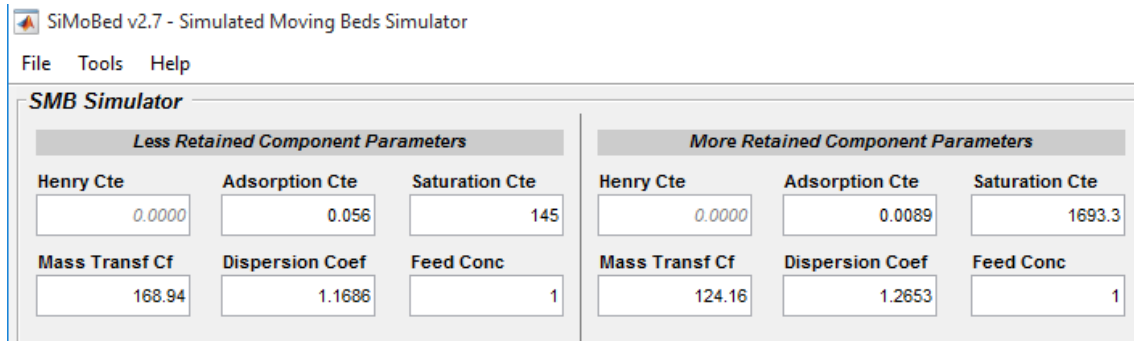 SiMoBed v2.7 - Simulated Moving Beds Simulator
File Tools Help
SMB Simulator
Less Retained Component Parameters
Henry Cte Adsorption Cte Saturation Cte
0.0000 0.056 145
Mass Transf Cf Dispersion Coef Feed Conc
168.94 1.1686 1
More Retained Component Parameters
Henry Cte Adsorption Cte Saturation Cte
0.0000 0.0089 1693.3
Mass Transf Cf Dispersion Coef Feed Conc
124.16 1.2653 1